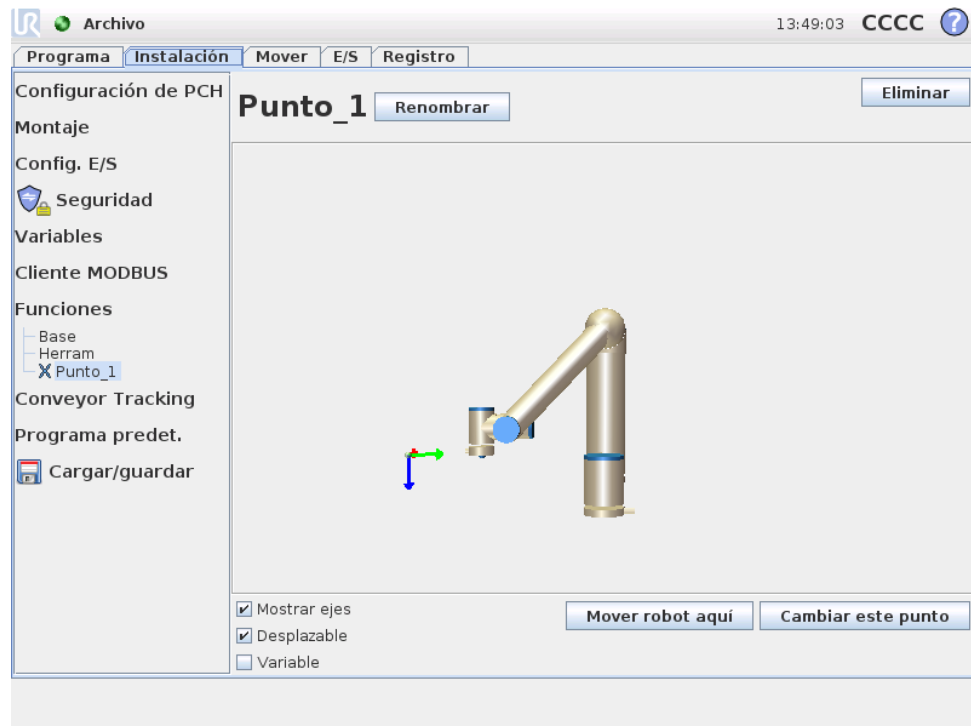 UR Archivo 13:49:03 CCCC ?
Programa Instalación Mover E/S Registro
Configuración de PCH
Montaje
Config. E/S
Seguridad
Variables
Cliente MODBUS
Funciones
Base
Herram
Punto_1
Conveyor Tracking
Programa predet.
Cargar/guardar
Punto_1 Renombrar Eliminar
Mostrar ejes
Desplazable
Variable
Mover robot aquí Cambiar este punto